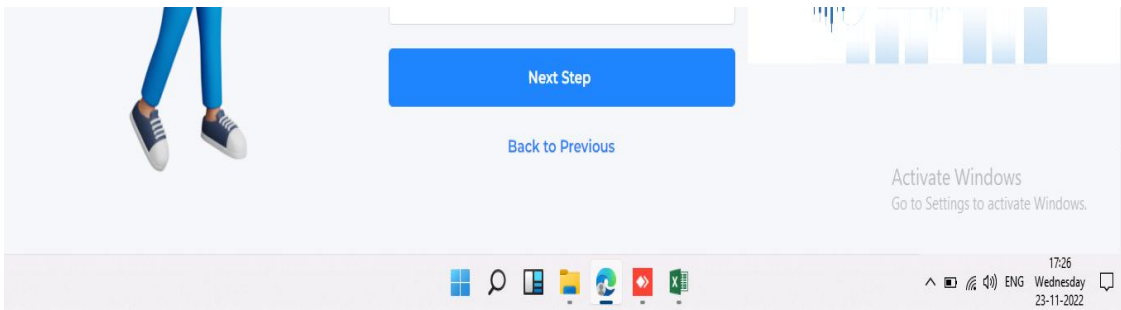 Next Step
Back to Previous
Activate Windows
Go to Settings to activate Windows.
17:26
ENG Wednesday
23-11-2022